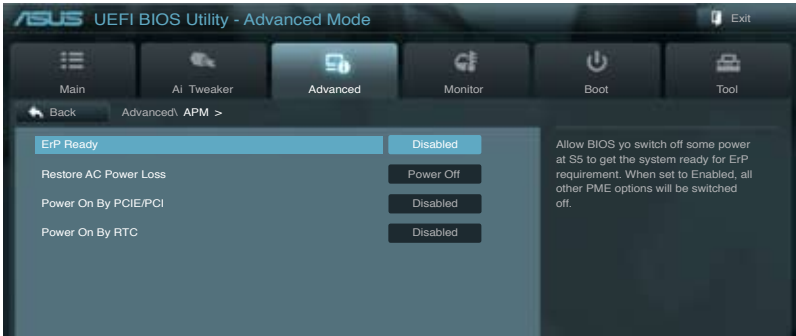 ASUS UEFI BIOS Utility - Advanced Mode
Exit
Main
Ai Tweaker
Advanced
Monitor
Boot
Tool
Back
Advanced\ APM >
ErP Ready Disabled
Restore AC Power Loss Power Off
Power On By PCIE/PCI Disabled
Power On By RTC Disabled
Allow BIOS yo switch off some power
at S5 to get the system ready for ErP
requirement. When set to Enabled, all
other PME options will be switched
off.